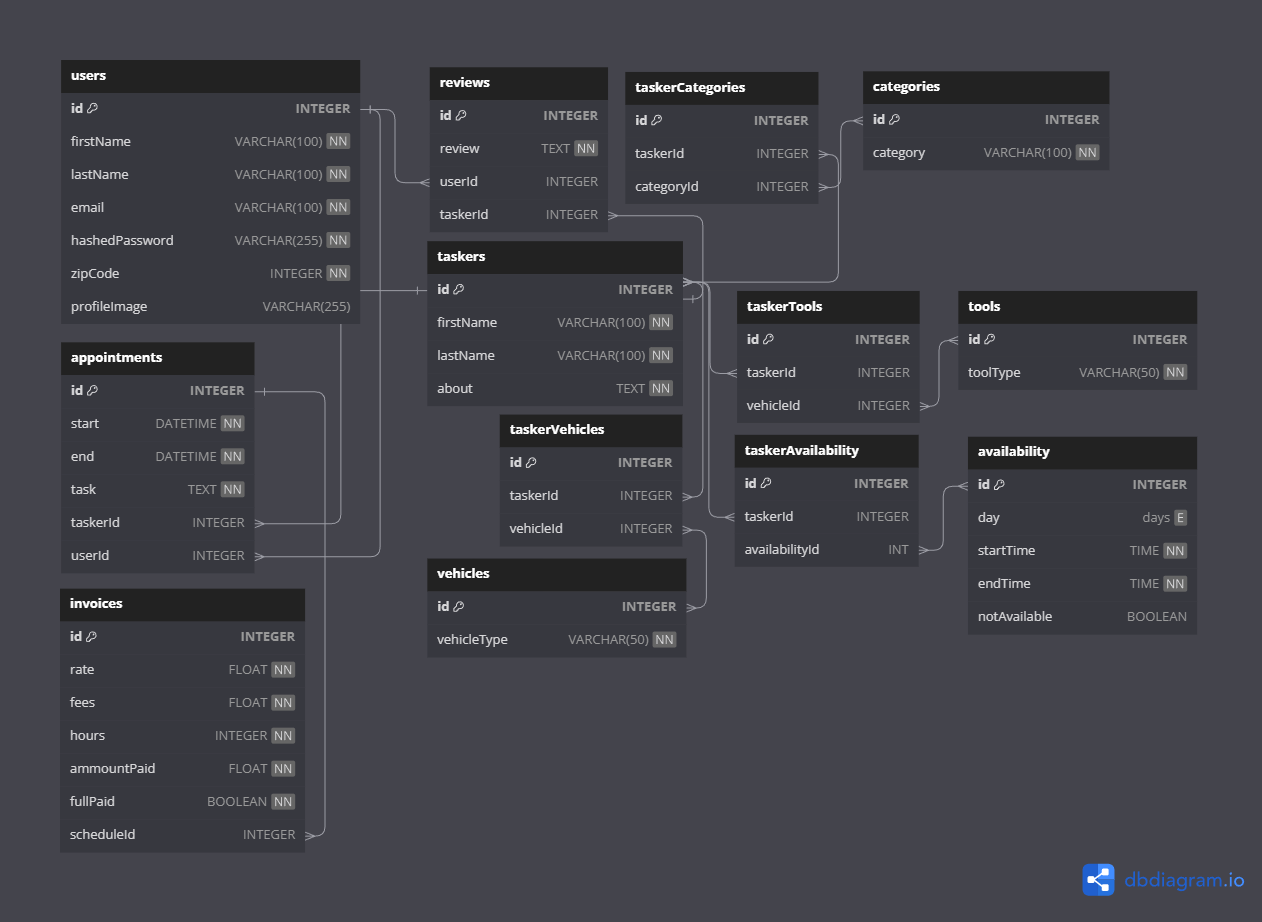 users
id INTEGER
firstName VARCHAR(100) NN
lastName VARCHAR(100) NN
email VARCHAR(100) NN
hashedPassword VARCHAR(255) NN
zipCode INTEGER NN
profileImage VARCHAR(255)
appointments
id INTEGER
start DATETIME NN
end DATETIME NN
task TEXT NN
taskerId INTEGER
userId INTEGER
invoices
id INTEGER
rate FLOAT NN
fees FLOAT NN
hours INTEGER NN
ammountPaid FLOAT NN
fullPaid BOOLEAN NN
scheduleId INTEGER
reviews
id INTEGER
review TEXT NN
userId INTEGER
taskerId INTEGER
taskers
id INTEGER
firstName VARCHAR(100) NN
lastName VARCHAR(100) NN
about TEXT NN
taskerVehicles
id INTEGER
taskerId INTEGER
vehicleId INTEGER
vehicles
id INTEGER
vehicleType VARCHAR(50) NN
taskerCategories
id INTEGER
taskerId INTEGER
categoryId INTEGER
categories
id INTEGER
category VARCHAR(100) NN
taskerTools
id INTEGER
taskerId INTEGER
vehicleId INTEGER
tools
id INTEGER
toolType VARCHAR(50) NN
taskerAvailability
id INTEGER
taskerId INTEGER
availabilityId INT
availability
id INTEGER
day days E
startTime TIME NN
endTime TIME NN
notAvailable BOOLEAN
dbdiagram.io